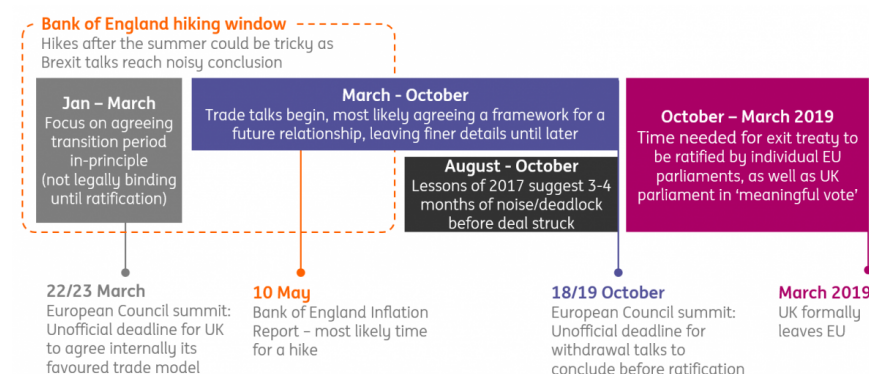 Bank of England hiking window
Hikes after the summer could be tricky as
Brexit talks reach noisy conclusion
Jan – March
Focus on agreeing
transition period
in-principle
(not legally binding
until ratification)
March - October
Trade talks begin, most likely agreeing a framework for a
future relationship, leaving finer details until later
August - October
Lessons of 2017 suggest 3-4
months of noise/deadlock
before deal struck
October – March 2019
Time needed for exit treaty to
be ratified by individual EU
parliaments, as well as UK
parliament in ‘meaningful vote’
22/23 March
European Council summit:
Unofficial deadline for UK
to agree internally its
favoured trade model
10 May
Bank of England Inflation
Report – most likely time
for a hike
18/19 October
European Council summit:
Unofficial deadline for
withdrawal talks to
conclude before ratification
March 2019
UK formally
leaves EU